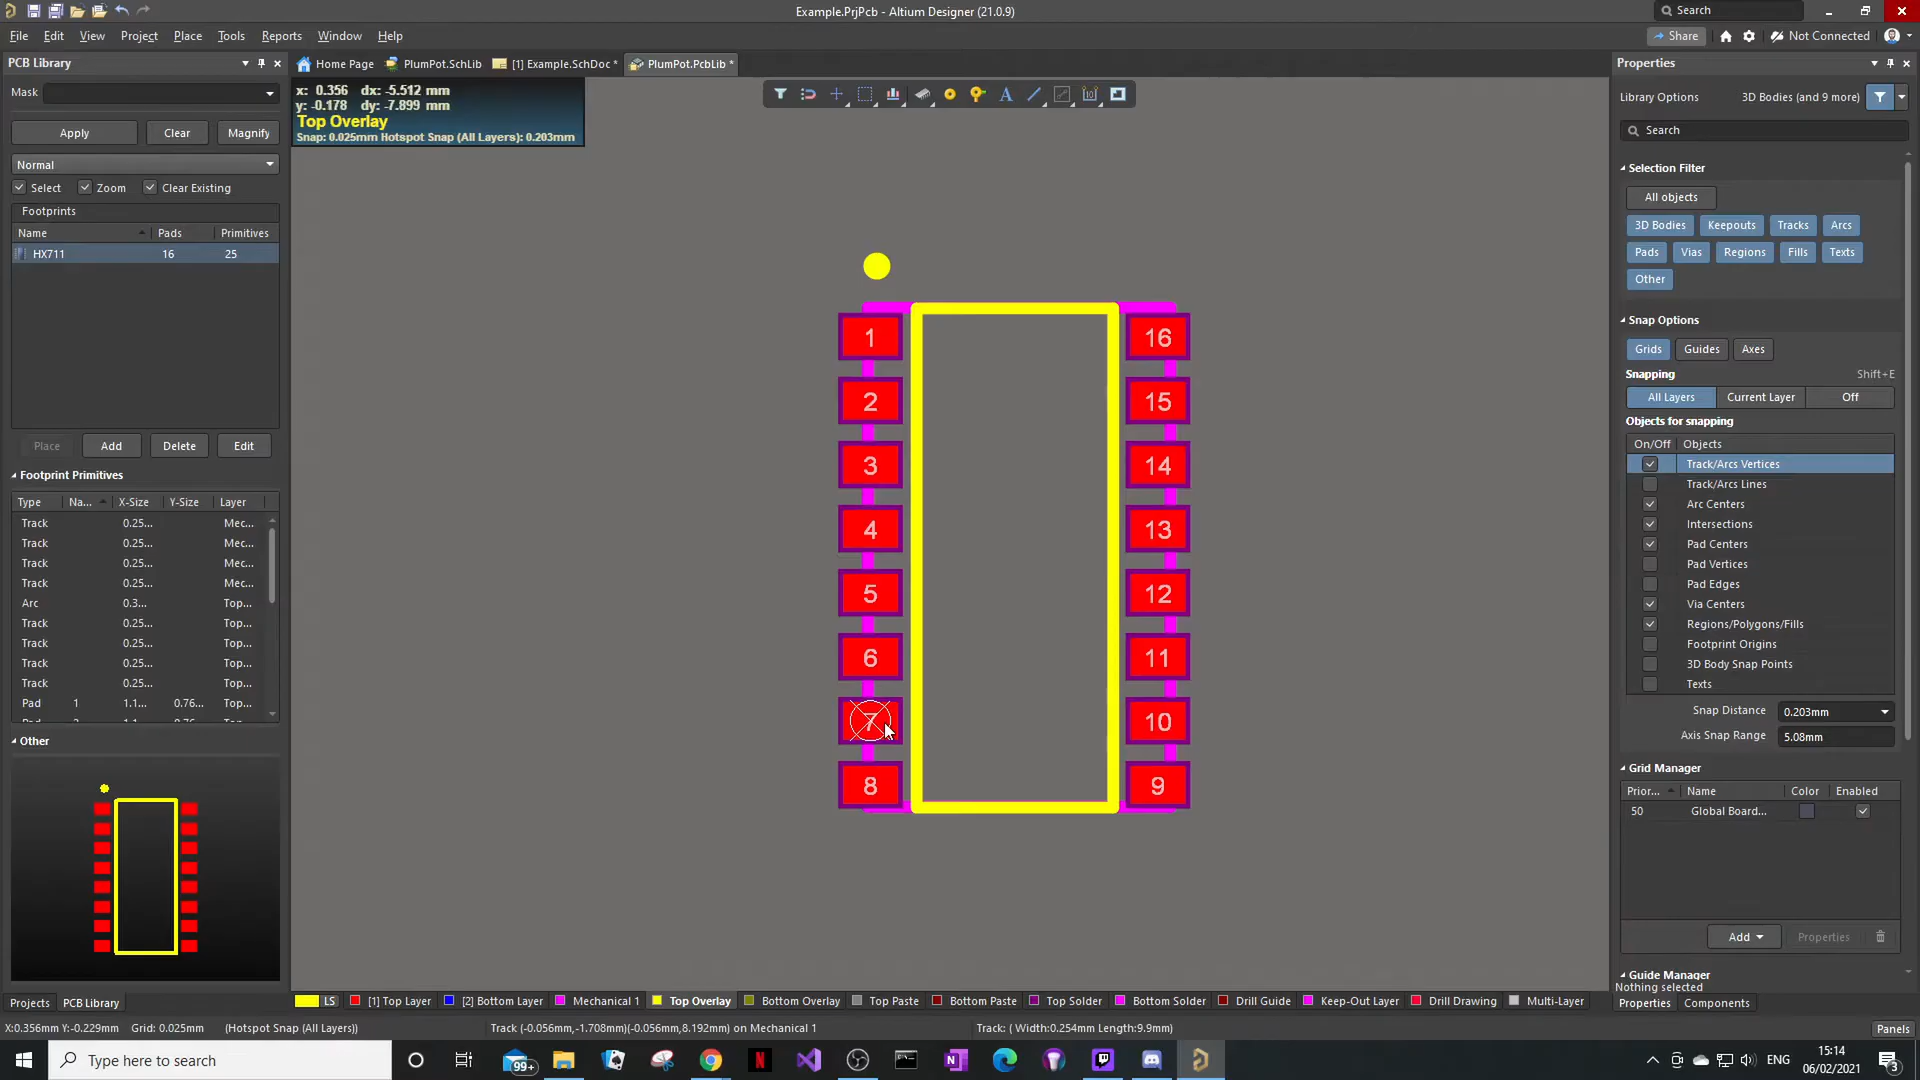 Example.PrjPcb - Altium Designer (21.0.9)
Search
File Edit View Project Place Tools Reports Window Help
Share
Not Connected
PCB Library
Home Page PlumPot.SchLib [1] Example.SchDoc * PlumPot.PcbLib *
Properties
Mask
x: 0.356 dx: -5.512 mm
y: -0.178 dy: -7.899 mm
Top Overlay
Snap: 0.025mm Hotspot Snap (All Layers): 0.203mm
Library Options 3D Bodies (and 9 more)
Apply Clear Magnify
Search
Normal
Select Zoom Clear Existing
Footprints
Name Pads Primitives
HX711 16 25
Place Add Delete Edit
Footprint Primitives
Type Na... X-Size Y-Size Layer
Track 0.25... Mec...
Track 0.25... Mec...
Track 0.25... Mec...
Track 0.25... Mec...
Arc 0.3... Top...
Track 0.25... Top...
Track 0.25... Top...
Track 0.25... Top...
Track 0.25... Top...
Pad 1 1.1... 0.76... Top...
Other
1 16
2 15
3 14
4 13
5 12
6 11
7 10
8 9
Selection Filter
All objects
3D Bodies Keepouts Tracks Arcs
Pads Vias Regions Fills Texts
Other
Snap Options
Grids Guides Axes
Snapping Shift+E
All Layers Current Layer Off
Objects for snapping
On/Off Objects
Track/Arcs Vertices
Track/Arcs Lines
Arc Centers
Intersections
Pad Centers
Pad Vertices
Pad Edges
Via Centers
Regions/Polygons/Fills
Footprint Origins
3D Body Snap Points
Texts
Snap Distance 0.203mm
Axis Snap Range 5.08mm
Grid Manager
Prior... Name Color Enabled
50 Global Board...
Add Properties
Guide Manager
Nothing selected
Projects PCB Library
LS [1] Top Layer [2] Bottom Layer Mechanical 1 Top Overlay Bottom Overlay Top Paste Bottom Paste Top Solder Bottom Solder Drill Guide Keep-Out Layer Drill Drawing Multi-Layer
Properties Components
X:0.356mm Y:-0.229mm Grid: 0.025mm (Hotspot Snap (All Layers)) Track (-0.056mm,-1.708mm)(-0.056mm,8.192mm) on Mechanical 1 Track: ( Width:0.254mm Length:9.9mm)
Panels
Type here to search
99+
ENG
15:14
06/02/2021
3